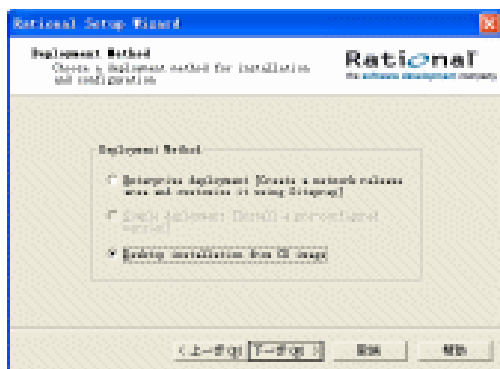 Rational Setup Wizard
Deployment Method
Choose a deployment method for installation
and configuration
Rational
the software development company
Deployment Method
Enterprise deployment [Create a network release
area and customize it using
Desktop installation from CD image
< 上一步 下一步 >
取消
帮助